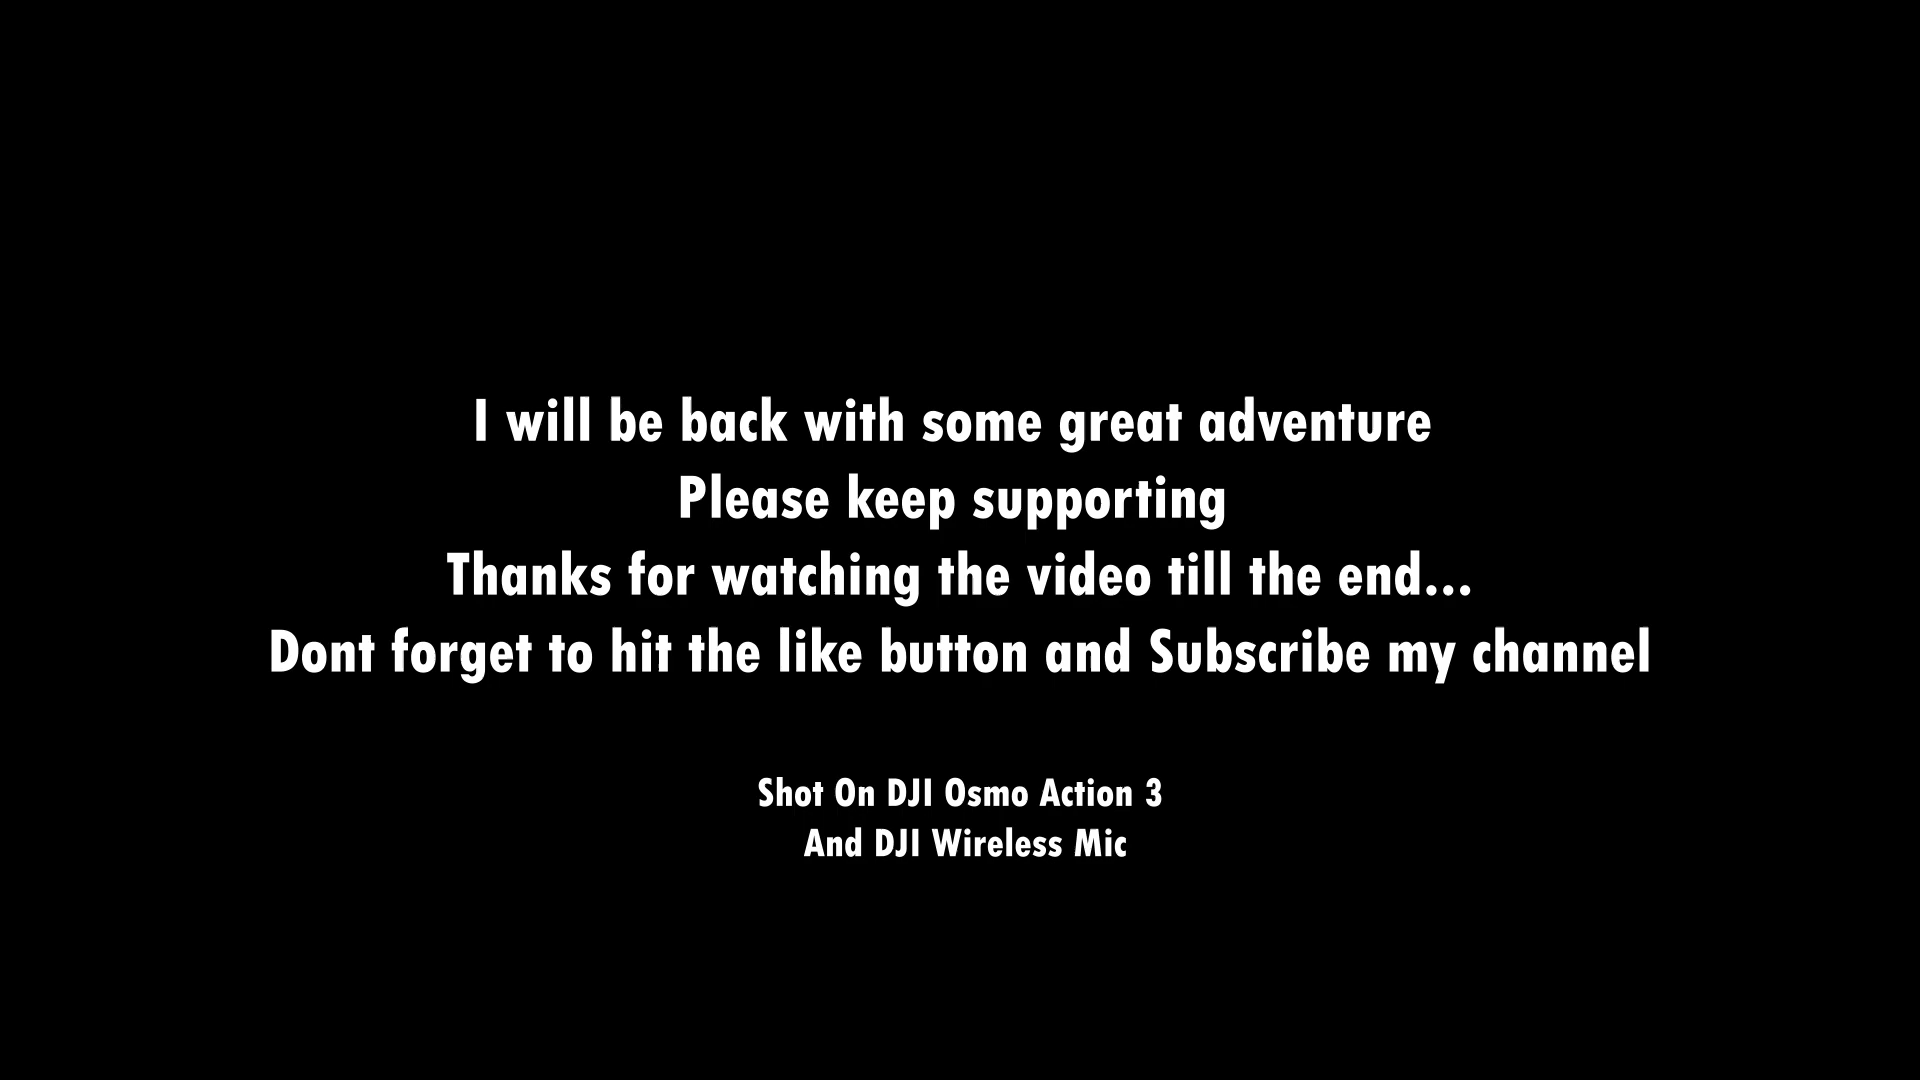 I will be back with some great adventure
Please keep supporting
Thanks for watching the video till the end...
Dont forget to hit the like button and Subscribe my channel
Shot On DJI Osmo Action 3
And DJI Wireless Mic